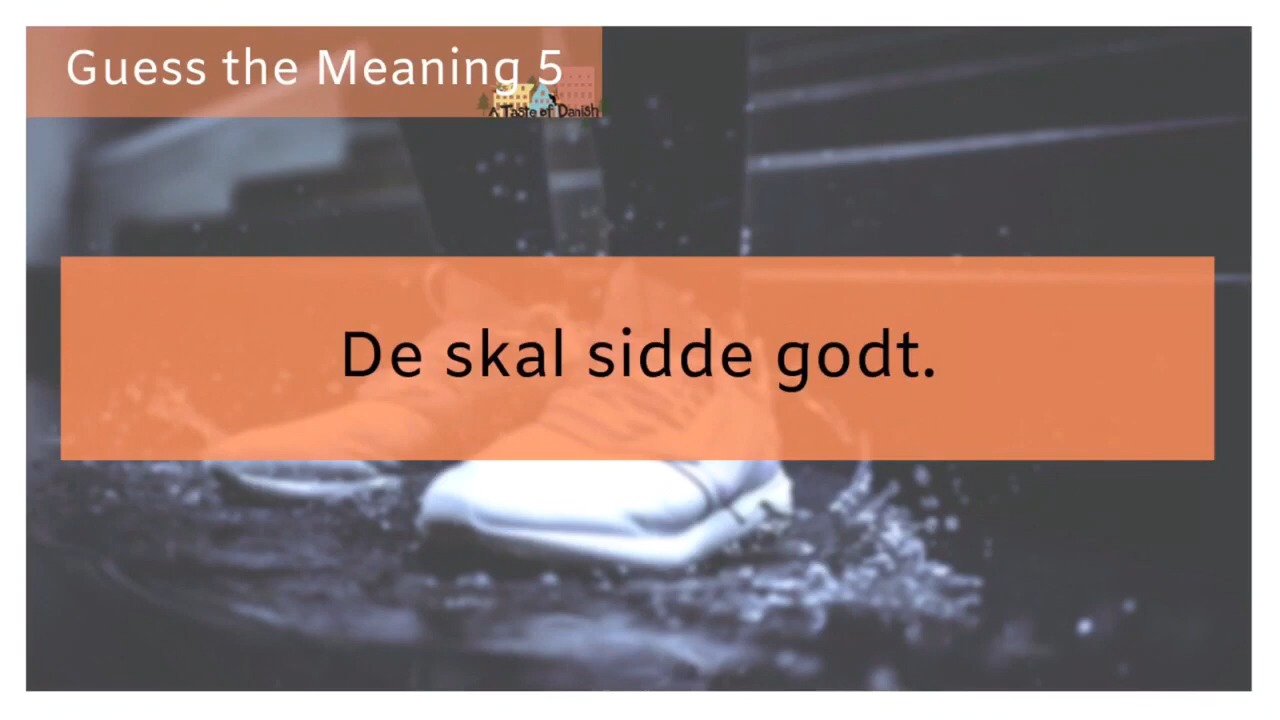 Guess the Meaning 5
A Taste of Danish
De skal sidde godt.